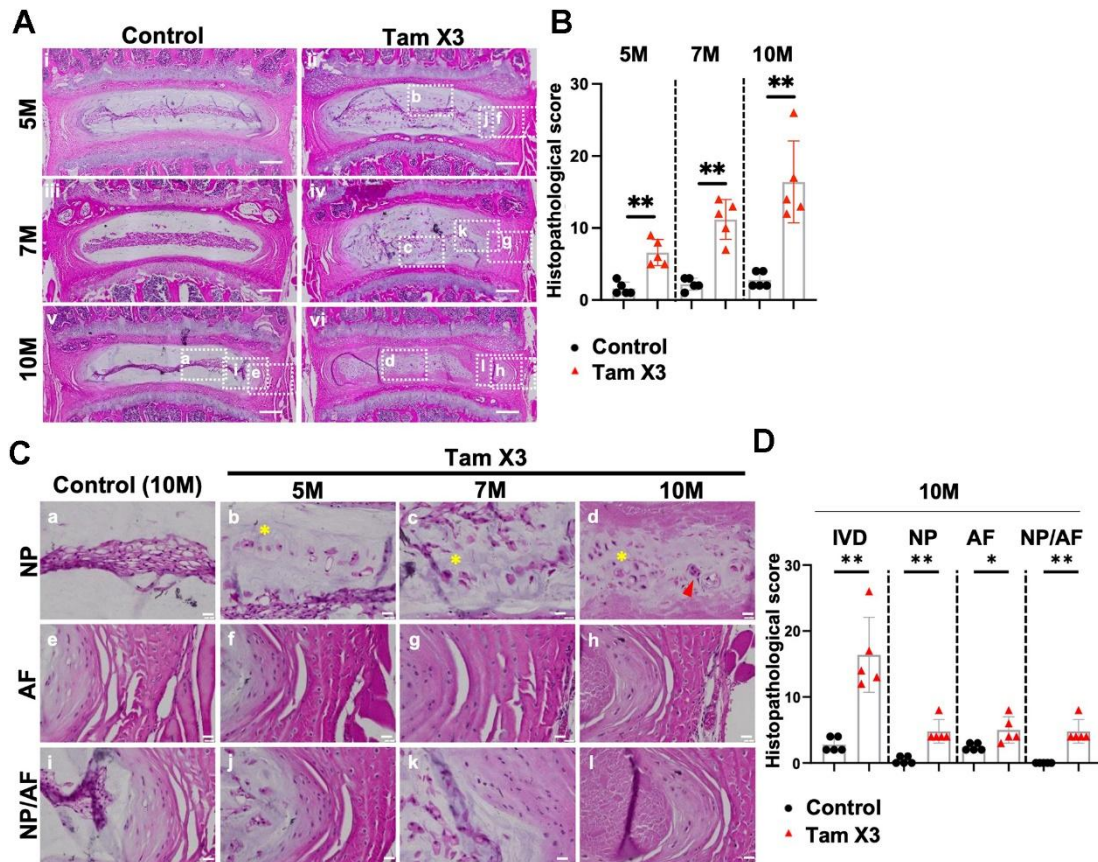 A
Control
Tam X3
5M
i
ii
b
j
f
7M
iii
iv
c
k
g
10M
v
a
i
e
vi
d
l
h
B
5M
7M
10M
Histopathological score
30
20
10
0
**
**
**
Control
Tam X3
C
Tam X3
Control (10M)
5M
7M
10M
NP
a
b
*
c
*
d
*
AF
e
f
g
h
NP/AF
i
j
k
l
D
10M
IVD
NP
AF
NP/AF
**
**
*
**
Histopathological score
30
20
10
0
Control
Tam X3